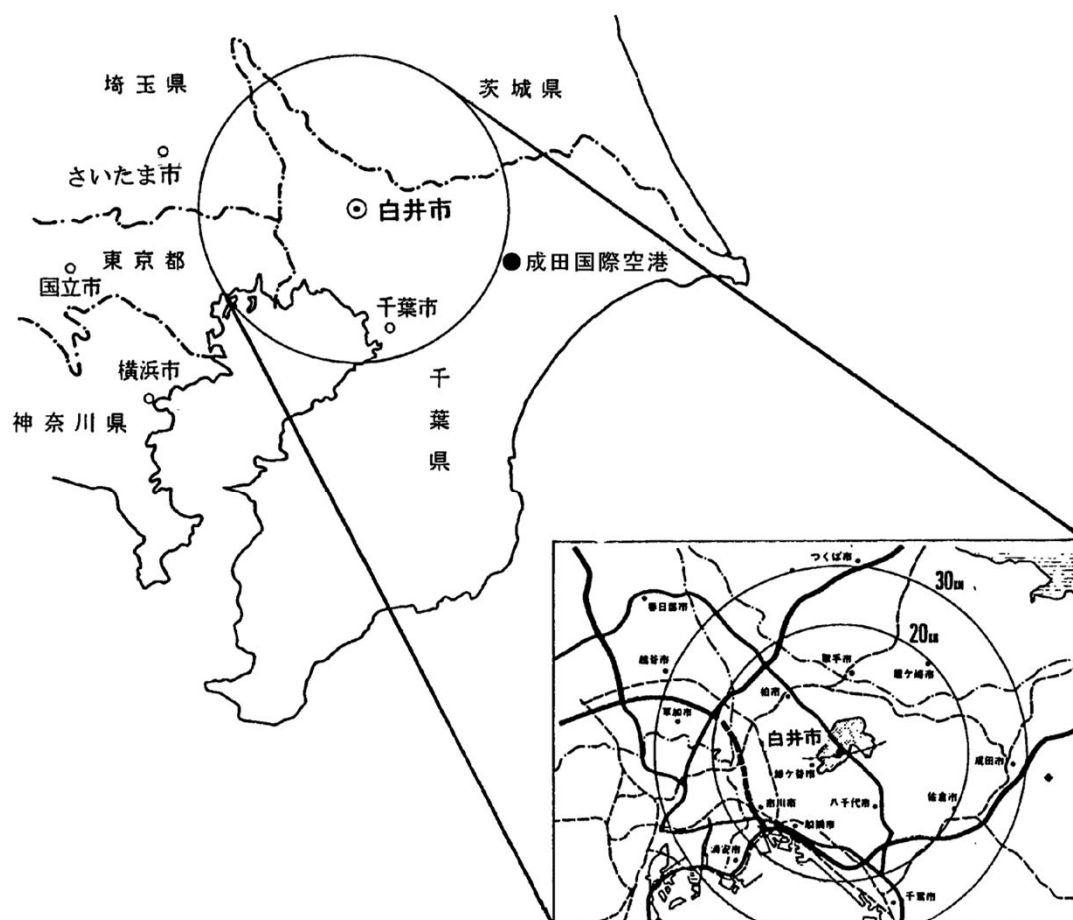 埼玉県
茨城県
さいたま市
白井市
東京都
成田国際空港
国立市
千葉市
横浜市
千葉県
神奈川県
つくば市
30KM
春日部市
20KM
越谷市
取手市
龍ケ崎市
柏市
草加市
白井市
鎌ケ谷市
成田市
市川市
八千代市
佐倉市
船橋市
浦安市
千葉市